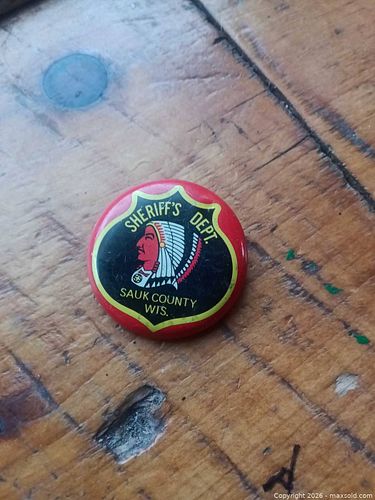 SHERIFF'S DEPT.
SAUK COUNTY
WIS.
Copyright 2026 - maxsold.com